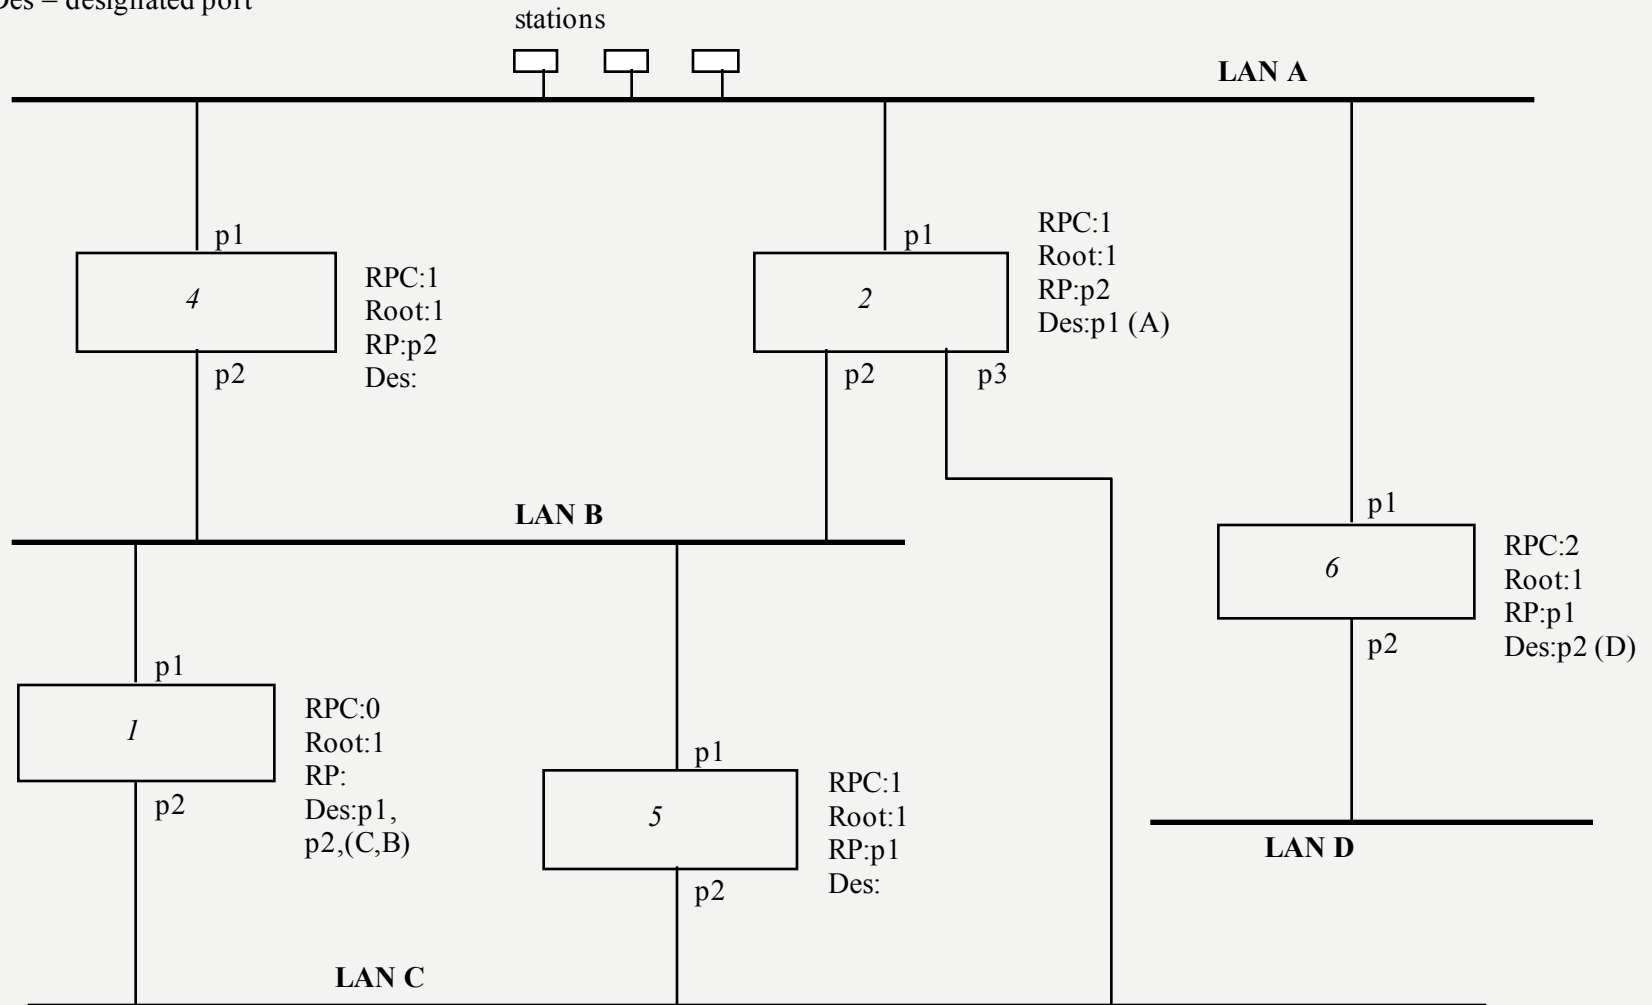 Des – designated port
stations
LAN A
p1
4
RPC:1
Root:1
RP:p2
Des:
p2
p1
2
RPC:1
Root:1
RP:p2
Des:p1 (A)
p2
p3
LAN B
p1
6
RPC:2
Root:1
RP:p1
Des:p2 (D)
p2
LAN D
p1
1
RPC:0
Root:1
RP:
Des:p1,
p2,(C,B)
p2
p1
5
RPC:1
Root:1
RP:p1
Des:
p2
LAN C